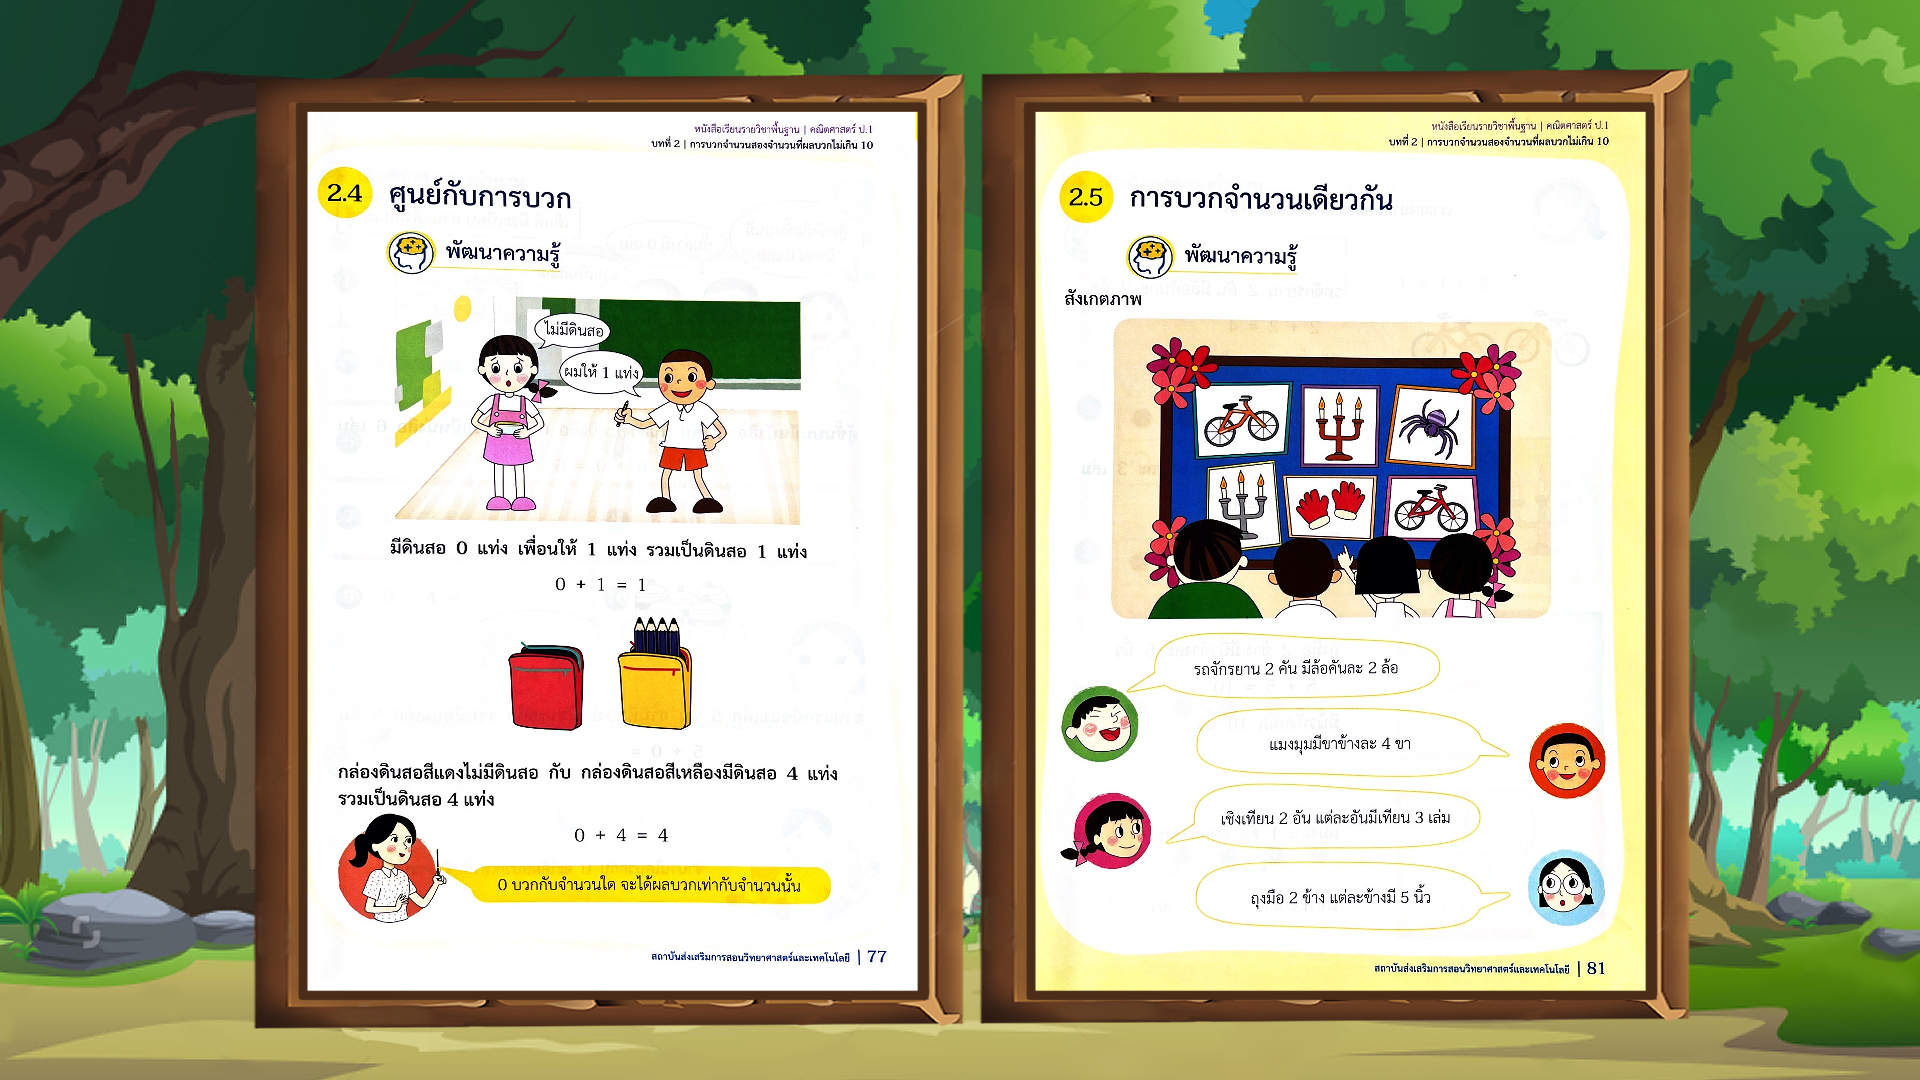 หนังสือเรียนรายวิชาพื้นฐาน | คณิตศาสตร์ ป.1
บทที่ 2 | การบวกจำนวนสองจำนวนที่ผลบวกไม่เกิน 10
2.4 ศูนย์กับการบวก
พัฒนาความรู้
ไม่มีดินสอ
ผมให้ 1 แท่ง
มีดินสอ 0 แท่ง เพื่อนให้ 1 แท่ง รวมเป็นดินสอ 1 แท่ง
0 + 1 = 1
กล่องดินสอสีแดงไม่มีดินสอ กับ กล่องดินสอสีเหลืองมีดินสอ 4 แท่ง
รวมเป็นดินสอ 4 แท่ง
0 + 4 = 4
0 บวกกับจำนวนใด จะได้ผลบวกเท่ากับจำนวนนั้น
สถาบันส่งเสริมการสอนวิทยาศาสตร์และเทคโนโลยี | 77
หนังสือเรียนรายวิชาพื้นฐาน | คณิตศาสตร์ ป.1
บทที่ 2 | การบวกจำนวนสองจำนวนที่ผลบวกไม่เกิน 10
2.5 การบวกจำนวนเดียวกัน
พัฒนาความรู้
สังเกตภาพ
รถจักรยาน 2 คัน มีล้อคันละ 2 ล้อ
แมงมุมมีขาข้างละ 4 ขา
เชิงเทียน 2 อัน แต่ละอันมีเทียน 3 เล่ม
ถุงมือ 2 ข้าง แต่ละข้างมี 5 นิ้ว
สถาบันส่งเสริมการสอนวิทยาศาสตร์และเทคโนโลยี | 81